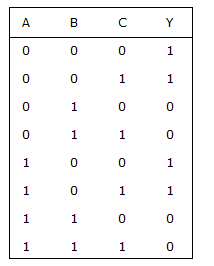 A B C Y
0 0 0 1
0 0 1 1
0 1 0 0
0 1 1 0
1 0 0 1
1 0 1 1
1 1 0 0
1 1 1 0